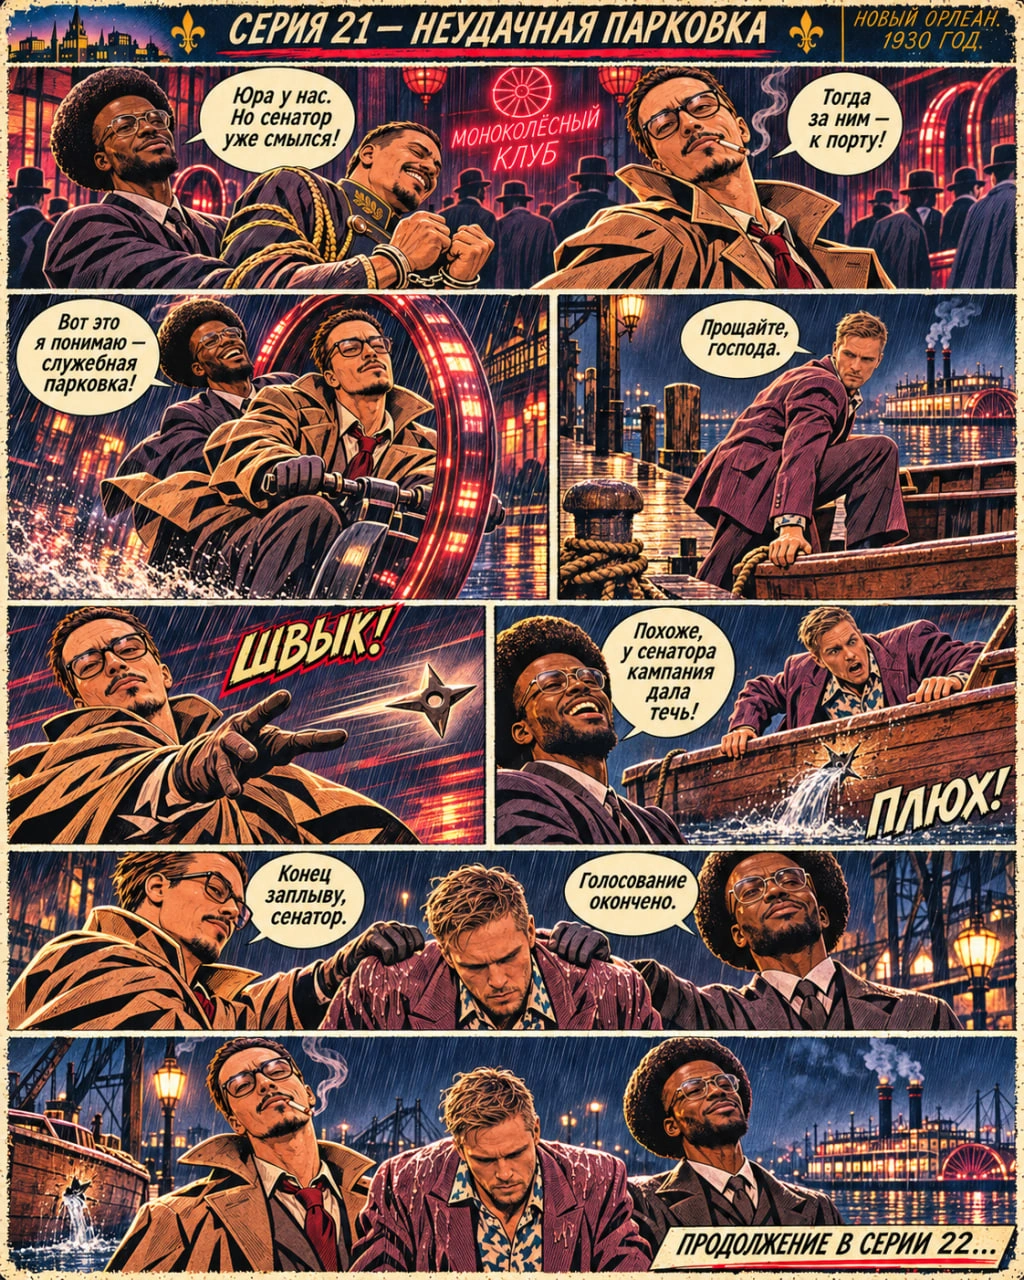 СЕРИЯ 21 — НЕУДАЧНАЯ ПАРКОВКА
НОВЫЙ ОРЛЕАН.
1930 ГОД.
Юра у нас.
Но сенатор
уже смылся!
МОНОКОЛЁСНЫЙ
КЛУБ
Тогда
за ним —
к порту!
Вот это
я понимаю —
служебная
парковка!
Прощайте,
господа.
ШВЫК!
Похоже,
у сенатора
кампания
дала
течь!
ПЛЮХ!
Конец
заплыву,
сенатор.
Голосование
окончено.
ПРОДОЛЖЕНИЕ В СЕРИИ 22...